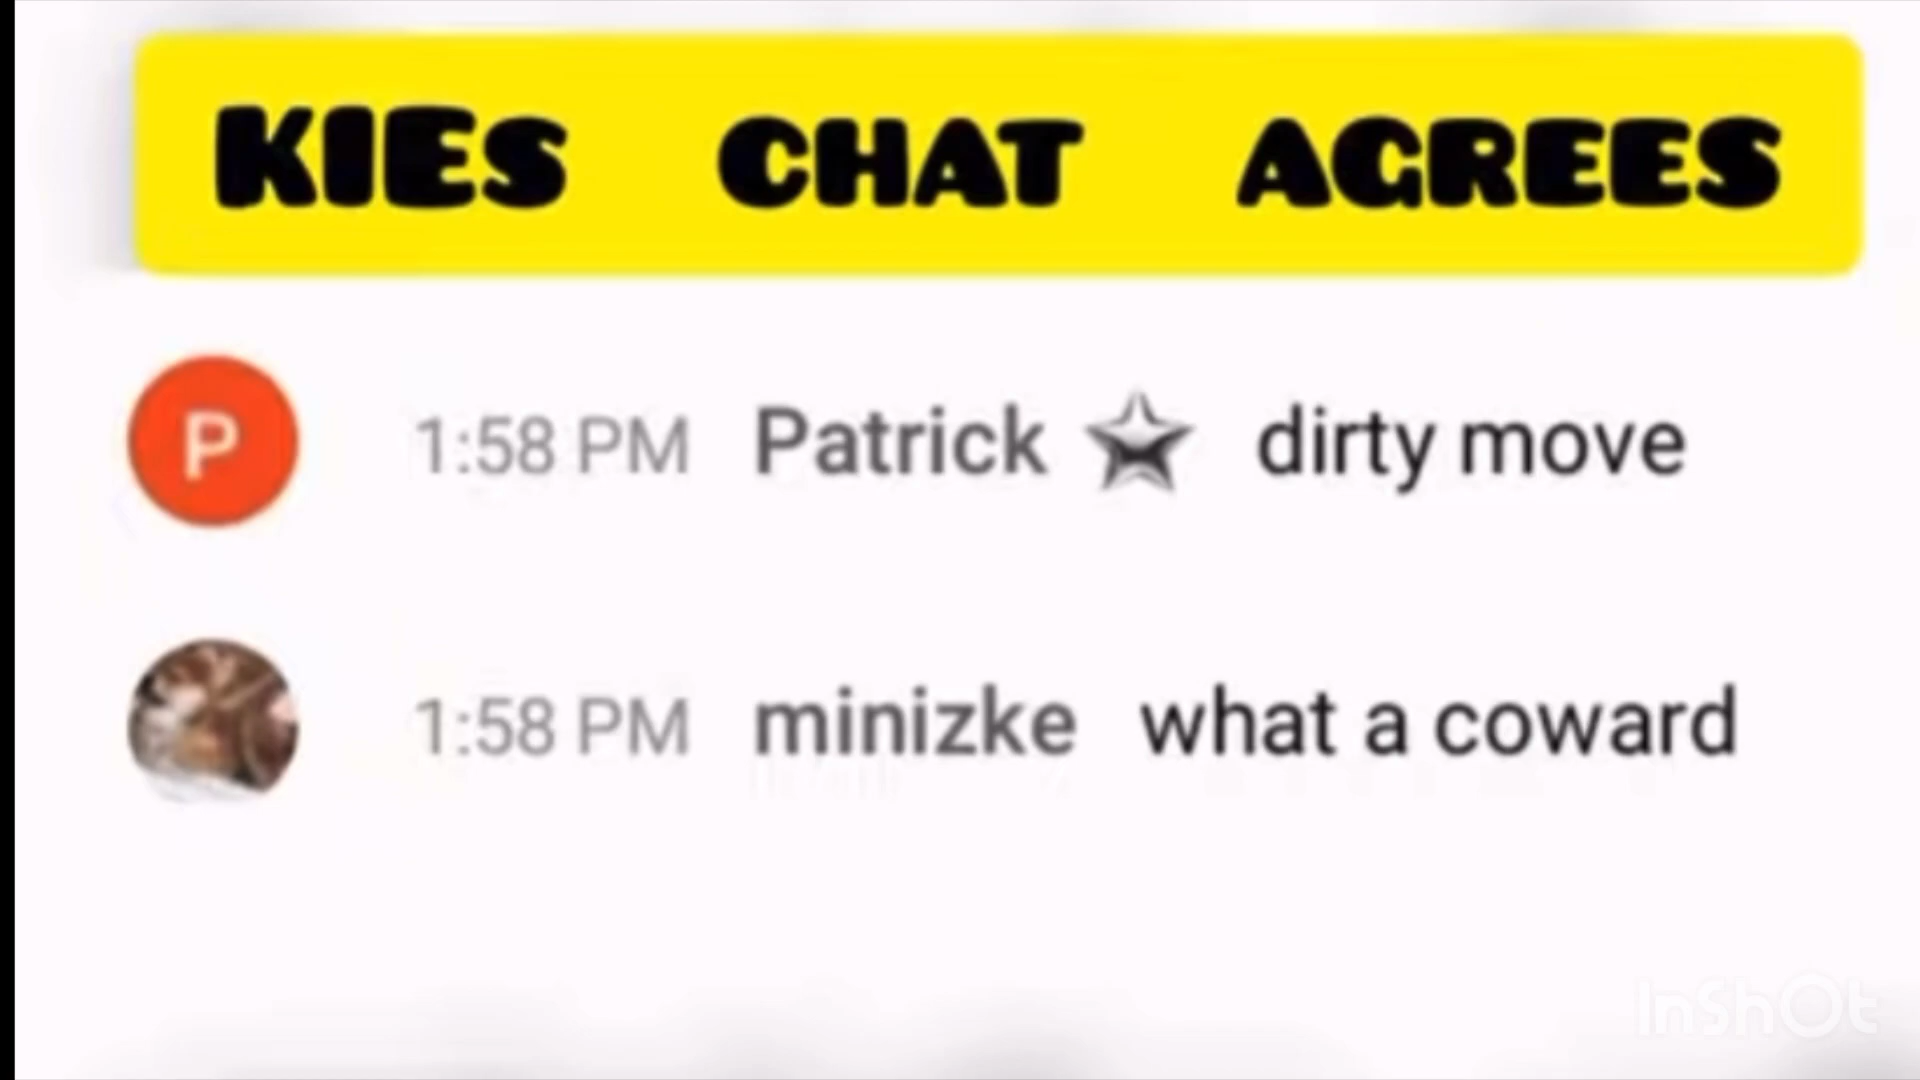 KIES CHAT AGREES
P 1:58 PM Patrick dirty move
1:58 PM minizke what a coward
InShOt